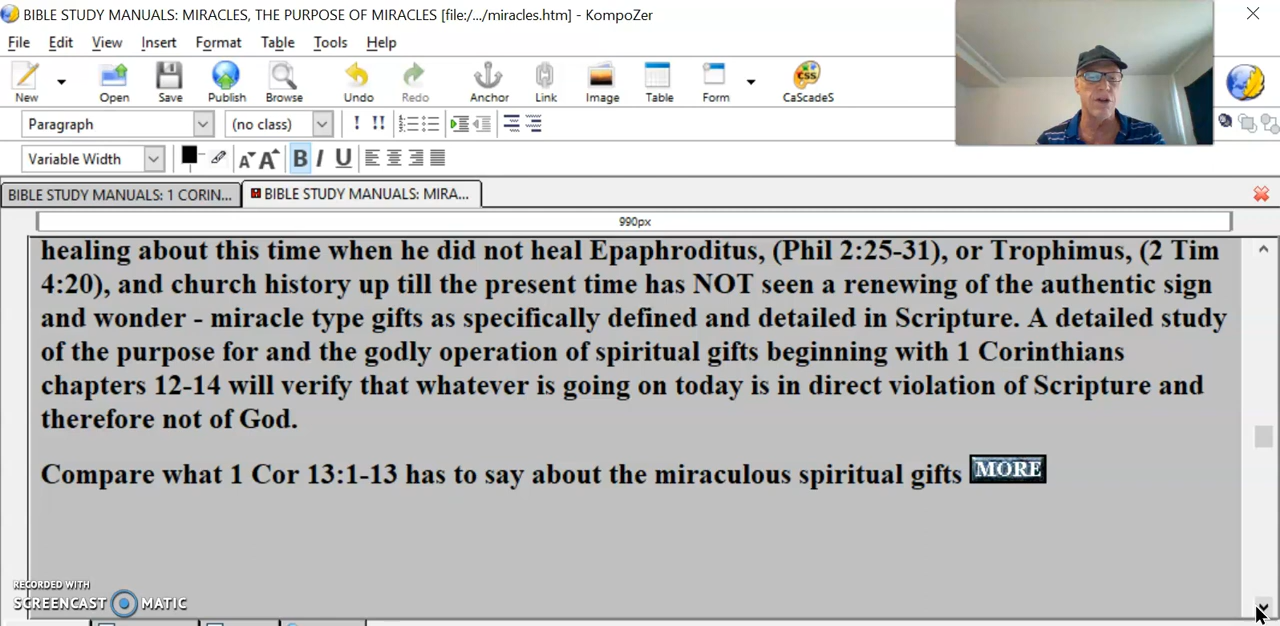 BIBLE STUDY MANUALS: MIRACLES, THE PURPOSE OF MIRACLES [file:/.../miracles.htm] - KompoZer
File Edit View Insert Format Table Tools Help
New Open Save Publish Browse Undo Redo Anchor Link Image Table Form CaScadeS
Paragraph (no class) ! !!
Variable Width A A B I U
BIBLE STUDY MANUALS: 1 CORIN... BIBLE STUDY MANUALS: MIRA...
990px
healing about this time when he did not heal Epaphroditus, (Phil 2:25-31), or Trophimus, (2 Tim
4:20), and church history up till the present time has NOT seen a renewing of the authentic sign
and wonder - miracle type gifts as specifically defined and detailed in Scripture. A detailed study
of the purpose for and the godly operation of spiritual gifts beginning with 1 Corinthians
chapters 12-14 will verify that whatever is going on today is in direct violation of Scripture and
therefore not of God.
Compare what 1 Cor 13:1-13 has to say about the miraculous spiritual gifts MORE
RECORDED WITH
SCREENCAST MATIC